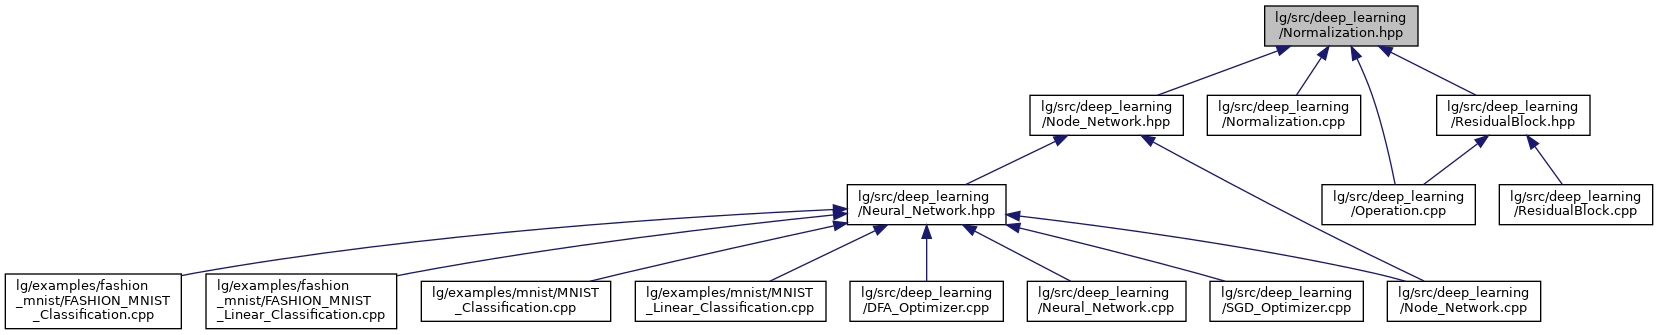 lg/src/deep_learning
/Normalization.hpp
lg/src/deep_learning
/Node_Network.hpp
lg/src/deep_learning
/Normalization.cpp
lg/src/deep_learning
/ResidualBlock.hpp
lg/src/deep_learning
/Neural_Network.hpp
lg/src/deep_learning
/Operation.cpp
lg/src/deep_learning
/ResidualBlock.cpp
lg/examples/fashion
_mnist/FASHION_MNIST
_Classification.cpp
lg/examples/fashion
_mnist/FASHION_MNIST
_Linear_Classification.cpp
lg/examples/mnist/MNIST
_Classification.cpp
lg/examples/mnist/MNIST
_Linear_Classification.cpp
lg/src/deep_learning
/DFA_Optimizer.cpp
lg/src/deep_learning
/Neural_Network.cpp
lg/src/deep_learning
/SGD_Optimizer.cpp
lg/src/deep_learning
/Node_Network.cpp